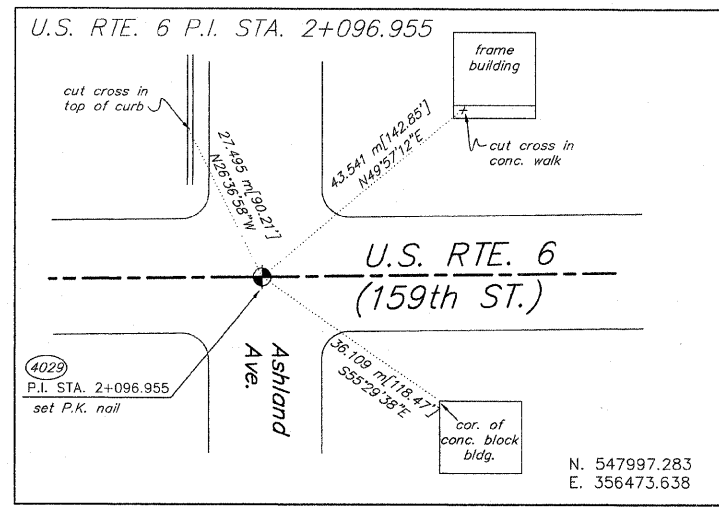 U.S. RTE. 6 P.I. STA. 2+096.955
frame
building
cut cross in
top of curb
cut cross in
conc. walk
27.495 m[90.21']
N26°36'58"W
43.541 m[142.85']
N49°57'12"E
U.S. RTE. 6
(159th ST.)
Ashland
Ave.
36.109 m[118.47']
S55°29'38"E
4029
P.I. STA. 2+096.955
set P.K. nail
cor. of
conc. block
bldg.
N. 547997.283
E. 356473.638